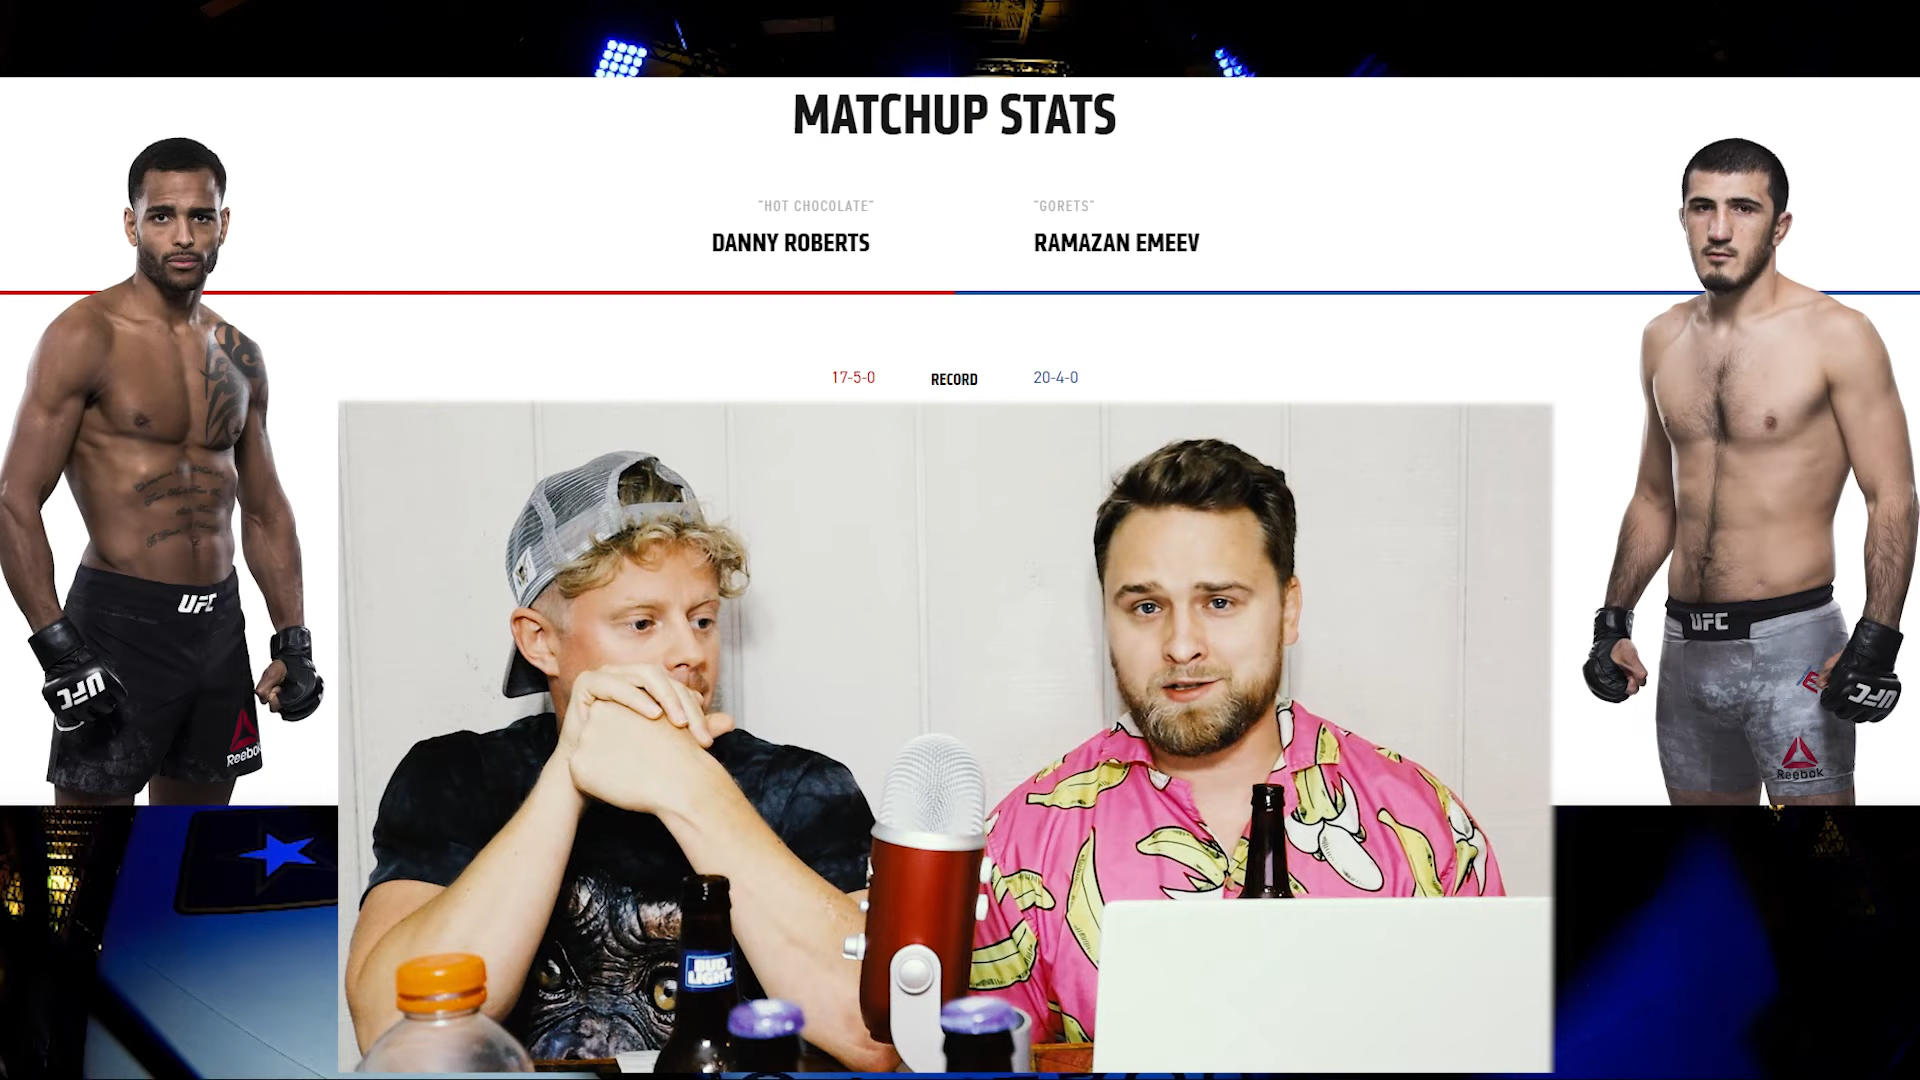 MATCHUP STATS
"HOT CHOCOLATE" "GORETS"
DANNY ROBERTS RAMAZAN EMEEV
17-5-0 RECORD 20-4-0
UFC
UFC
UFC
UFC
Reebok
Reebok
BUD
LIGHT